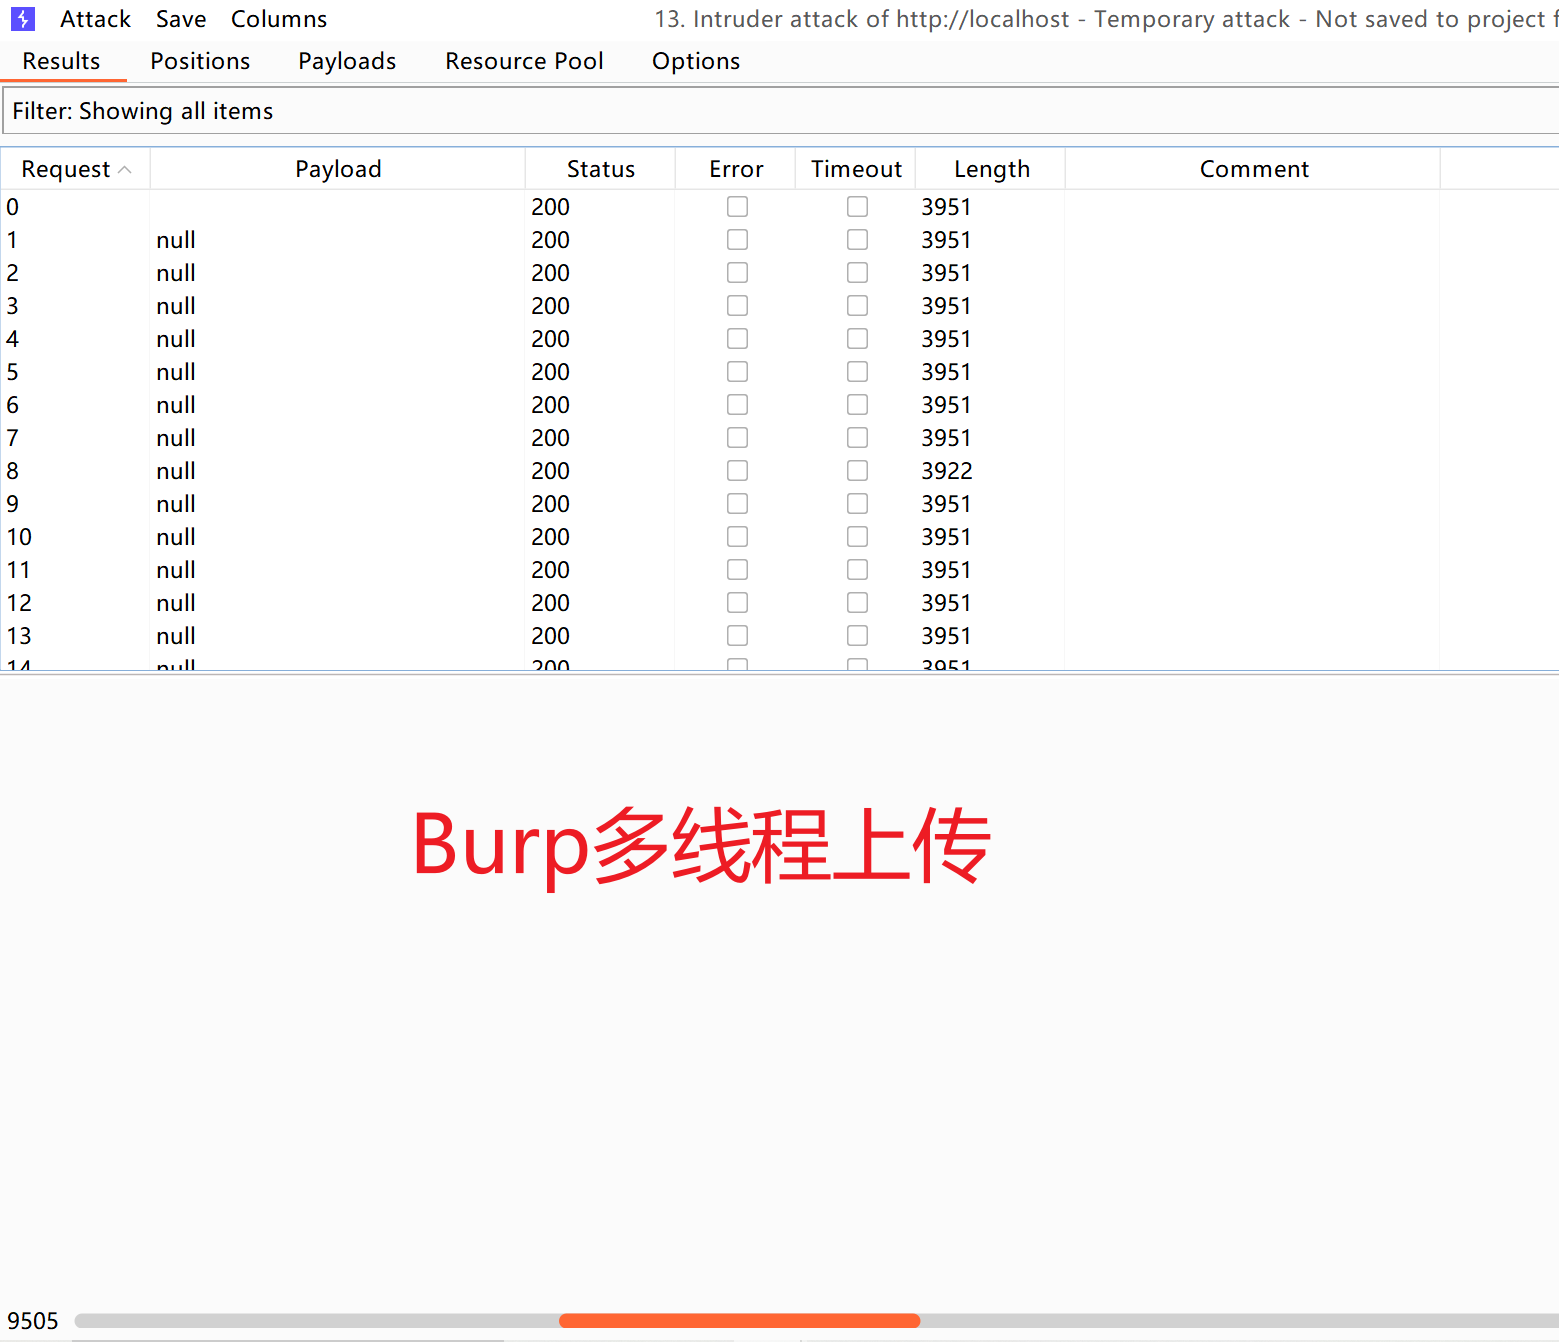 Attack Save Columns 13. Intruder attack of http://localhost - Temporary attack - Not saved to project f
Results Positions Payloads Resource Pool Options
Filter: Showing all items
Request Payload Status Error Timeout Length Comment
0 200 3951
1 null 200 3951
2 null 200 3951
3 null 200 3951
4 null 200 3951
5 null 200 3951
6 null 200 3951
7 null 200 3951
8 null 200 3922
9 null 200 3951
10 null 200 3951
11 null 200 3951
12 null 200 3951
13 null 200 3951
14 null 200 3951
Burp多线程上传
9505